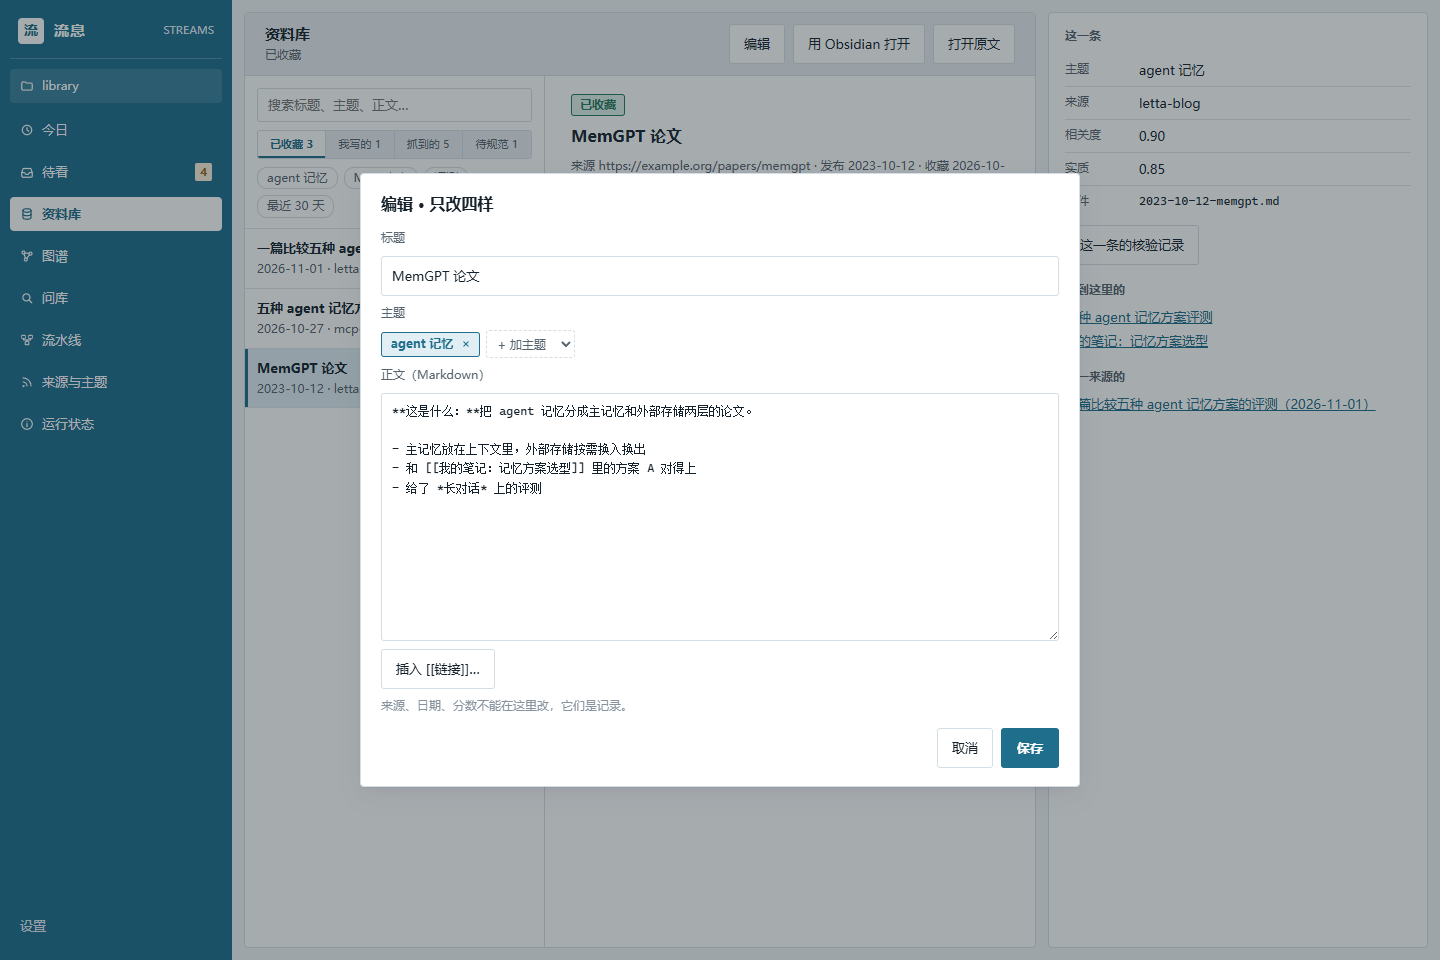 流 流息 STREAMS
library
今日
待看 4
资料库
图谱
问库
流水线
来源与主题
运行状态
设置
资料库
已收藏
编辑
用 Obsidian 打开
打开原文
搜索标题、主题、正文...
已收藏 3 我写的 1 抓到的 5 待规范 1
agent 记忆
最近 30 天
一篇比较五种 age
2026-11-01 · letta
五种 agent 记忆
2026-10-27 · mcp
MemGPT 论文
2023-10-12 · letta
已收藏
MemGPT 论文
来源 https://example.org/papers/memgpt · 发布 2023-10-12 · 收藏 2026-10-
编辑 • 只改四样
标题
MemGPT 论文
主题
agent 记忆 ×
+ 加主题
正文（Markdown）
**这是什么：**把 agent 记忆分成主记忆和外部存储两层的论文。
- 主记忆放在上下文里，外部存储按需换入换出
- 和 [[我的笔记：记忆方案选型]] 里的方案 A 对得上
- 给了 *长对话* 上的评测
插入 [[链接]]...
来源、日期、分数不能在这里改，它们是记录。
取消
保存
这一条
主题 agent 记忆
来源 letta-blog
相关度 0.90
实质 0.85
件 2023-10-12-memgpt.md
这一条的核验记录
到这里的
种 agent 记忆方案评测
的笔记：记忆方案选型
一来源的
篇比较五种 agent 记忆方案的评测（2026-11-01）